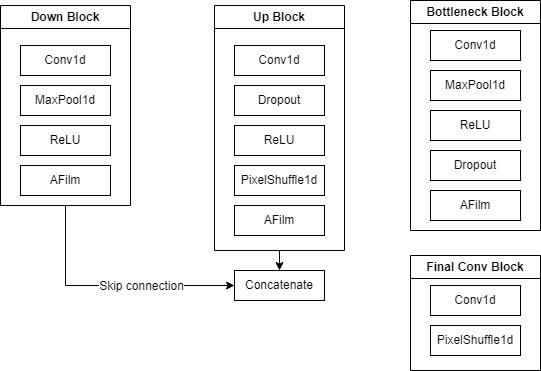 Down Block
Conv1d
MaxPool1d
ReLU
AFilm
Up Block
Conv1d
Dropout
ReLU
PixelShuffle1d
AFilm
Skip connection
Concatenate
Bottleneck Block
Conv1d
MaxPool1d
ReLU
Dropout
AFilm
Final Conv Block
Conv1d
PixelShuffle1d